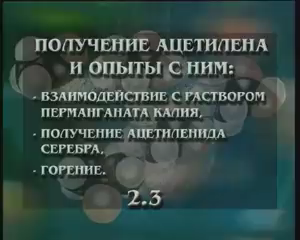 ПОЛУЧЕНИЕ АЦЕТИЛЕНА
И ОПЫТЫ С НИМ:
- ВЗАИМОДЕЙСТВИЕ С РАСТВОРОМ
ПЕРМАНГАНАТА КАЛИЯ,
- ПОЛУЧЕНИЕ АЦЕТИЛЕНИДА
СЕРЕБРА,
- ГОРЕНИЕ.
2.3